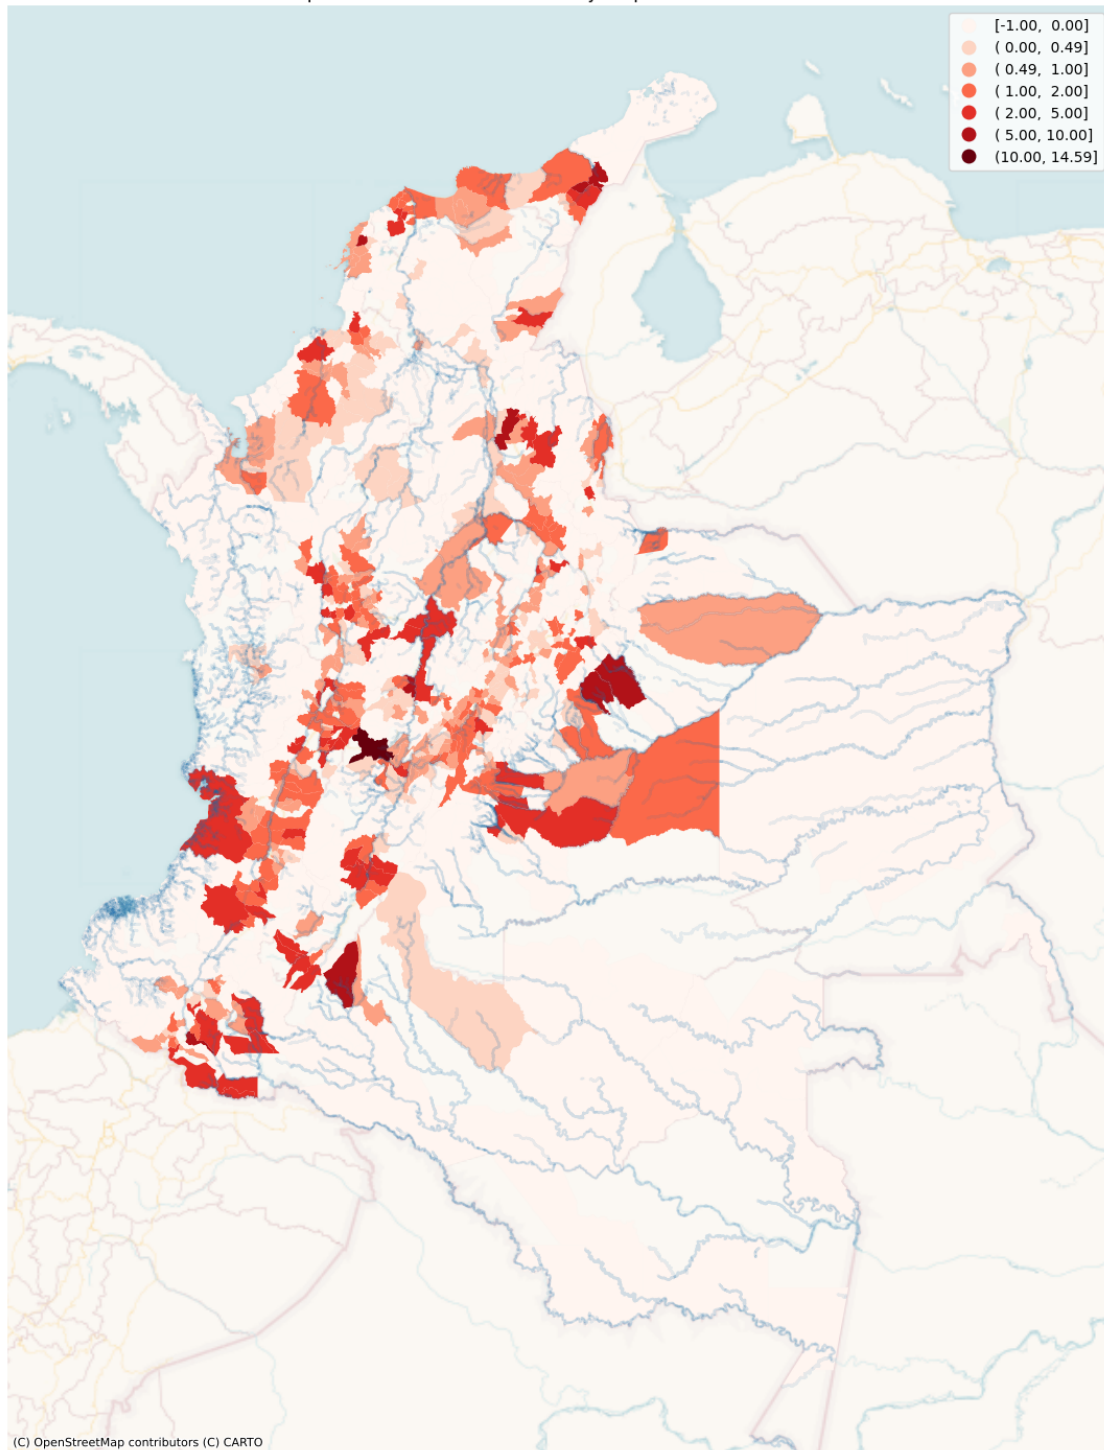 [-1.00,  0.00]
( 0.00,  0.49]
( 0.49,  1.00]
( 1.00,  2.00]
( 2.00,  5.00]
( 5.00, 10.00]
(10.00, 14.59]
(C) OpenStreetMap contributors (C) CARTO